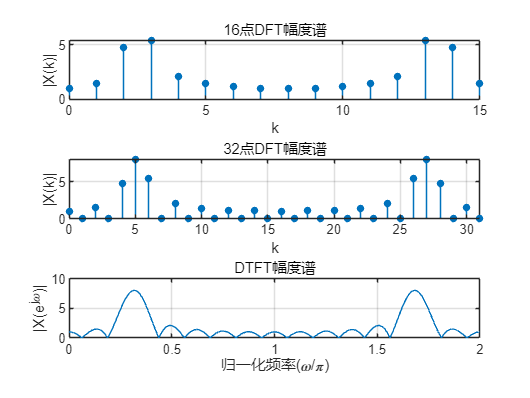 16点DFT幅度谱
5
0
|X(k)|
0 5 10 15
k
32点DFT幅度谱
5
0
|X(k)|
0 5 10 15 20 25 30
k
DTFT幅度谱
10
5
0
|X(e^{jω})|
0 0.5 1 1.5 2
归一化频率(ω/π)